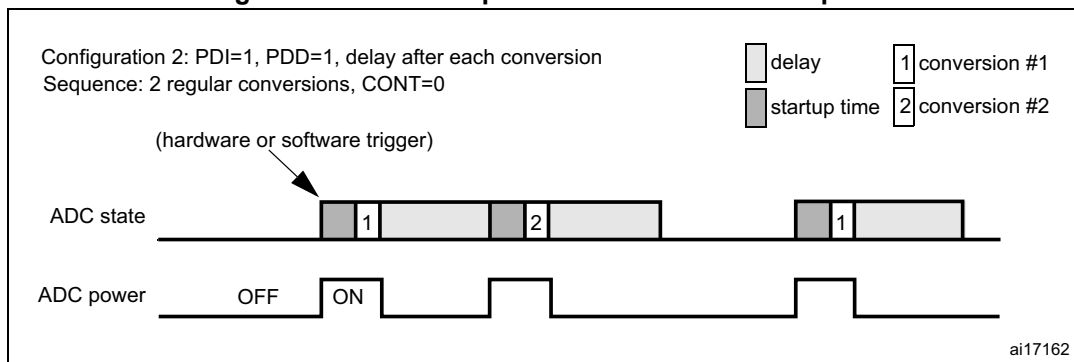 Configuration 2: PDI=1, PDD=1, delay after each conversion
Sequence: 2 regular conversions, CONT=0
delay
1 conversion #1
startup time
2 conversion #2
(hardware or software trigger)
ADC state
1
2
1
ADC power
OFF
ON
ai17162